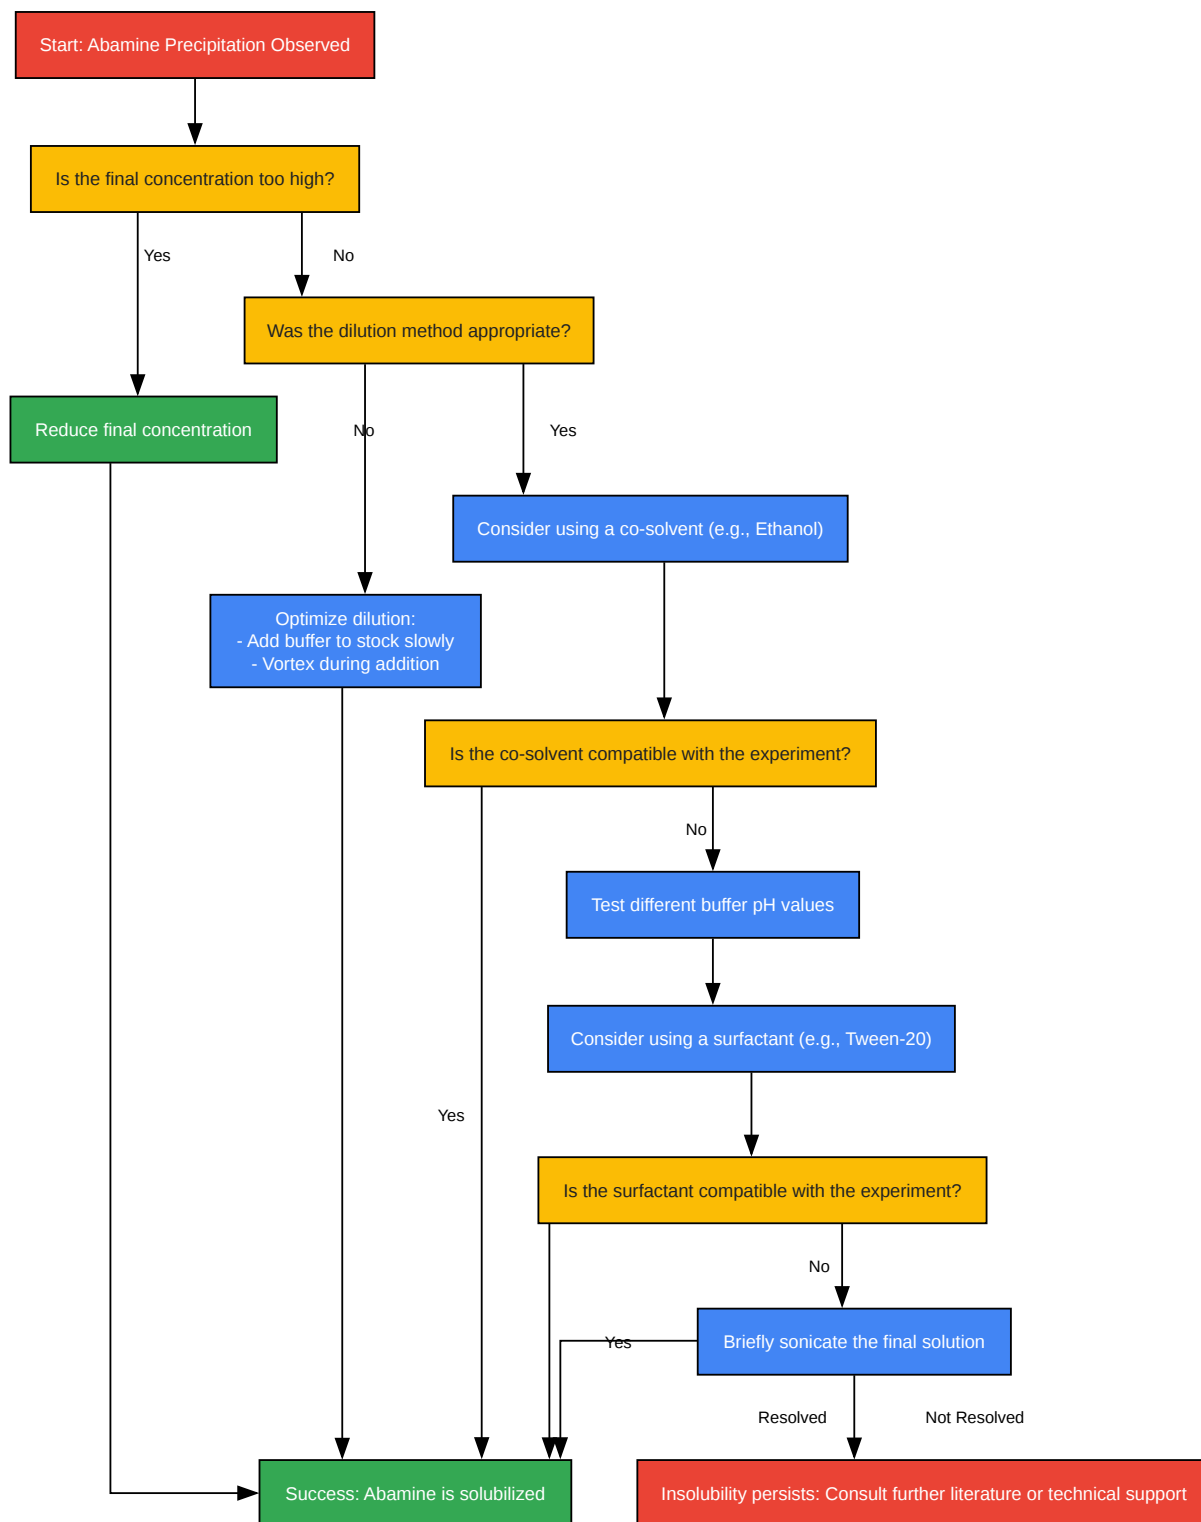 Start: Abamine Precipitation Observed
Is the final concentration too high?
Yes
No
Was the dilution method appropriate?
Reduce final concentration
No
Yes
Consider using a co-solvent (e.g., Ethanol)
Optimize dilution:
- Add buffer to stock slowly
- Vortex during addition
Is the co-solvent compatible with the experiment?
No
Test different buffer pH values
Consider using a surfactant (e.g., Tween-20)
Yes
Is the surfactant compatible with the experiment?
No
Yes
Briefly sonicate the final solution
Resolved
Not Resolved
Success: Abamine is solubilized
Insolubility persists: Consult further literature or technical support